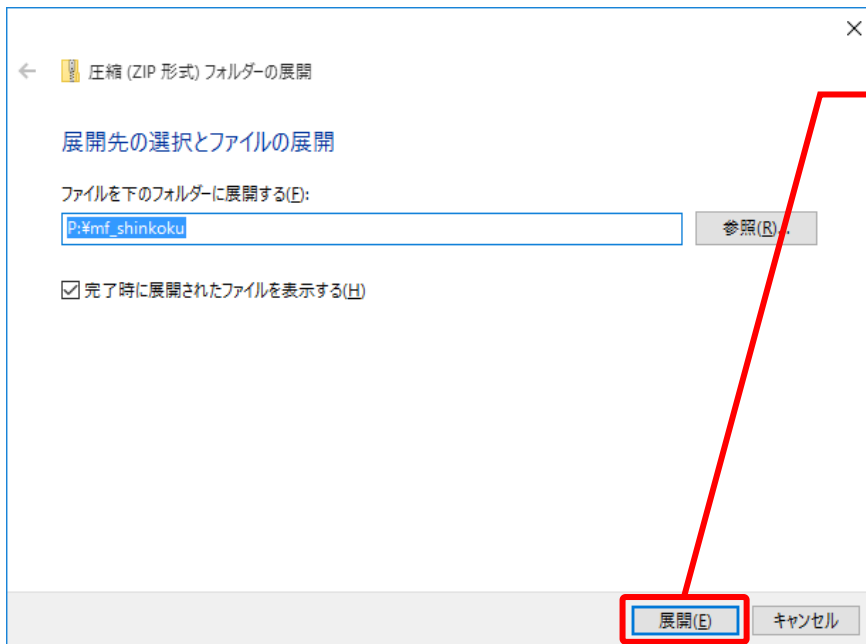 圧縮 (ZIP 形式) フォルダーの展開
展開先の選択とファイルの展開
ファイルを下のフォルダーに展開する(F):
P:¥mf_shinkoku
参照(R)...
完了時に展開されたファイルを表示する(H)
展開(E)
キャンセル